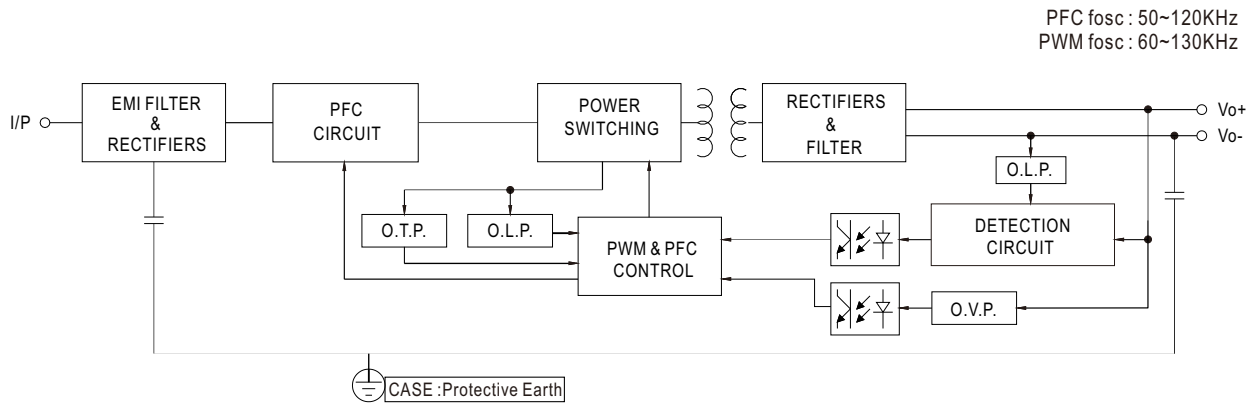 PFC fosc : 50~120KHz
PWM fosc : 60~130KHz
I/P
EMI FILTER
&
RECTIFIERS
PFC
CIRCUIT
POWER
SWITCHING
RECTIFIERS
&
FILTER
Vo+
Vo-
O.L.P.
O.T.P.
O.L.P.
PWM & PFC
CONTROL
DETECTION
CIRCUIT
O.V.P.
CASE :Protective Earth